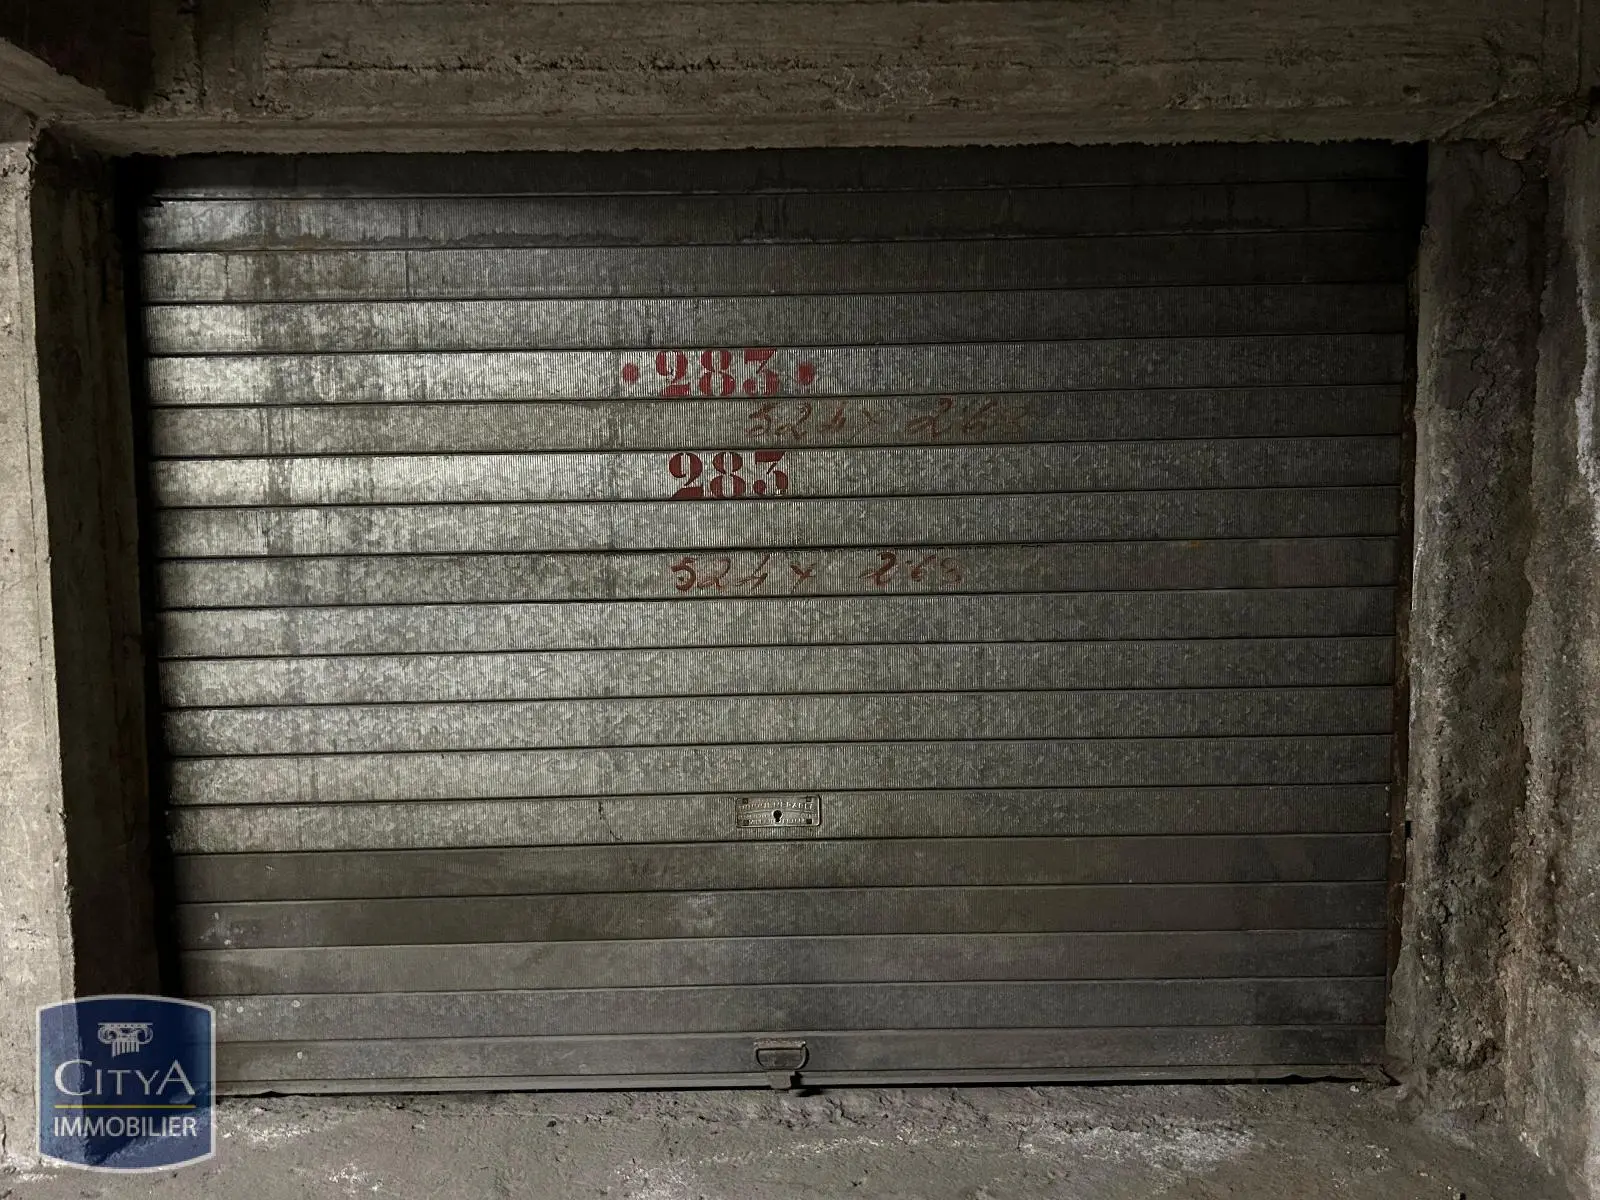 • 283 •
524 x 263
283
524 x 263
CITYA
IMMOBILIER